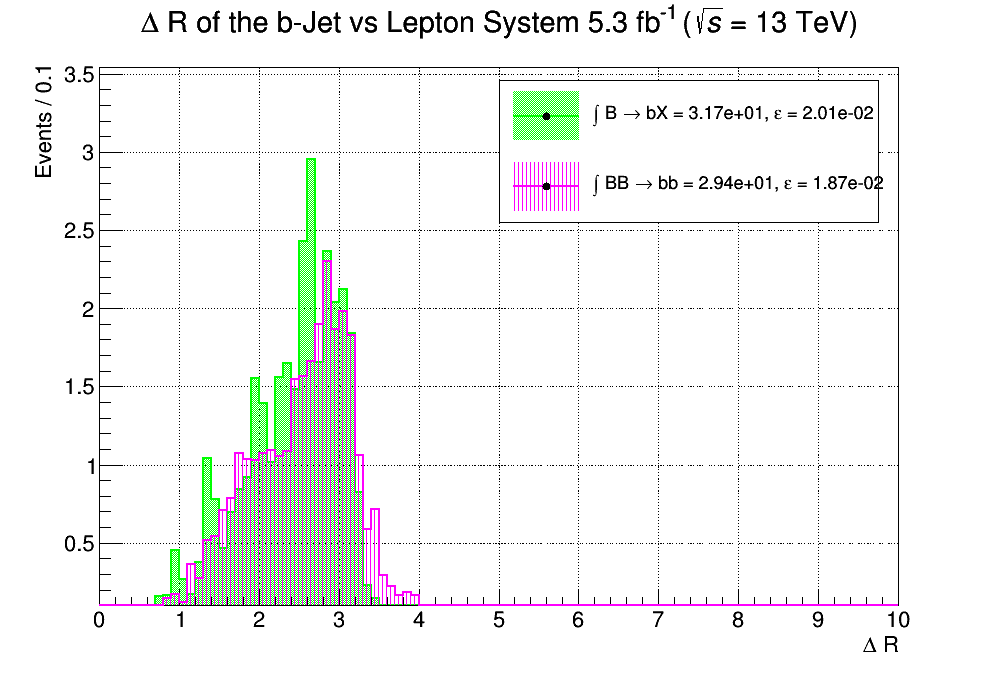 Δ R of the b-Jet vs Lepton System 5.3 fb⁻¹ (√s = 13 TeV)
Events / 0.1
3.5
3
2.5
2
1.5
1
0.5
∫ B → bX = 3.17e+01, ε = 2.01e-02
∫ BB → bb = 2.94e+01, ε = 1.87e-02
0 1 2 3 4 5 6 7 8 9 10
Δ R